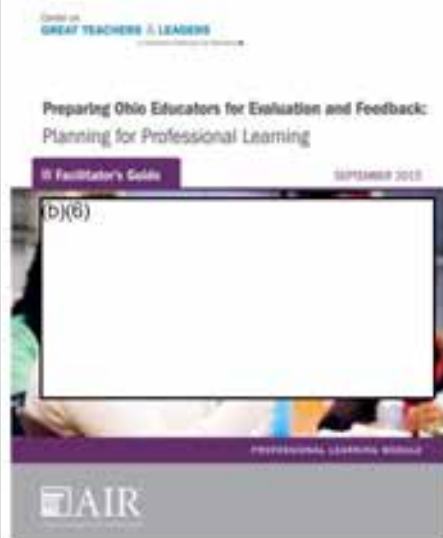 Center on
GREAT TEACHERS & LEADERS
Preparing Ohio Educators for Evaluation and Feedback:
Planning for Professional Learning
Facilitator's Guide
SEPTEMBER 2015
(b)(6)
PROFESSIONAL LEARNING MODULE
AIR